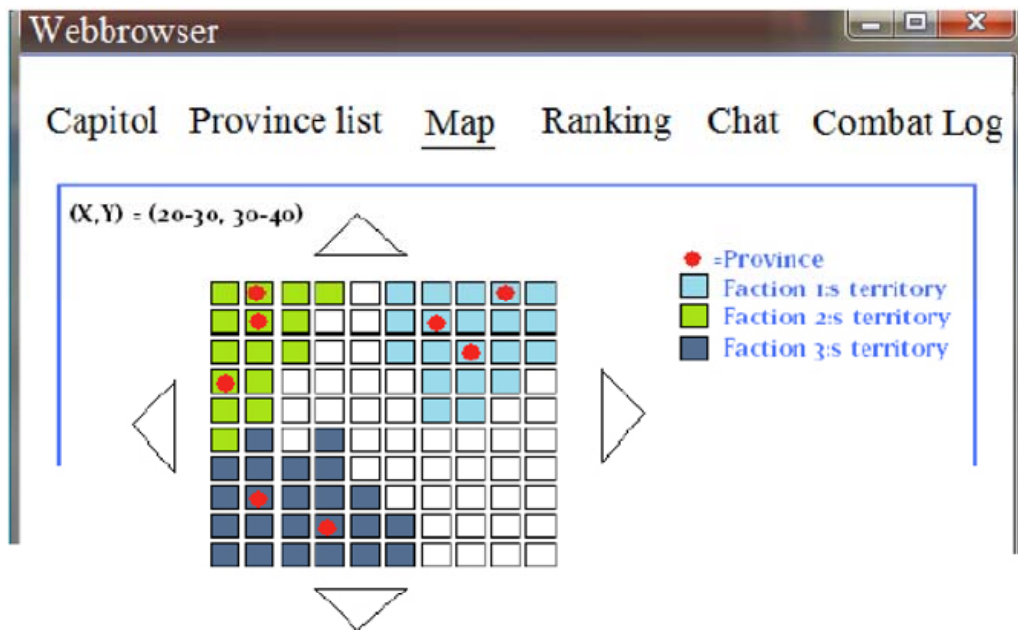 Webbrowser
Capitol Province list Map Ranking Chat Combat Log
(X,Y) = (20-30, 30-40)
=Province
Faction 1:s territory
Faction 2:s territory
Faction 3:s territory